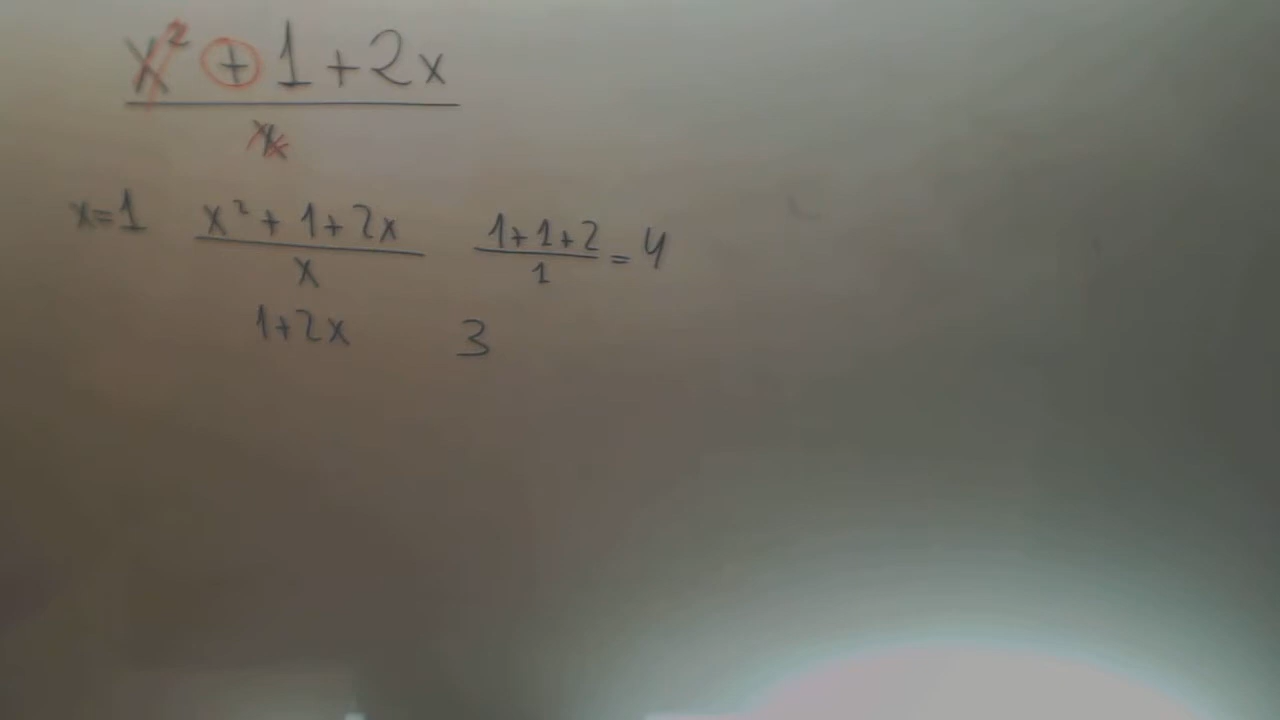 x² + 1 + 2x
x
x=1 x² + 1 + 2x 1 + 1 + 2 = 4
x 1
1 + 2x 3